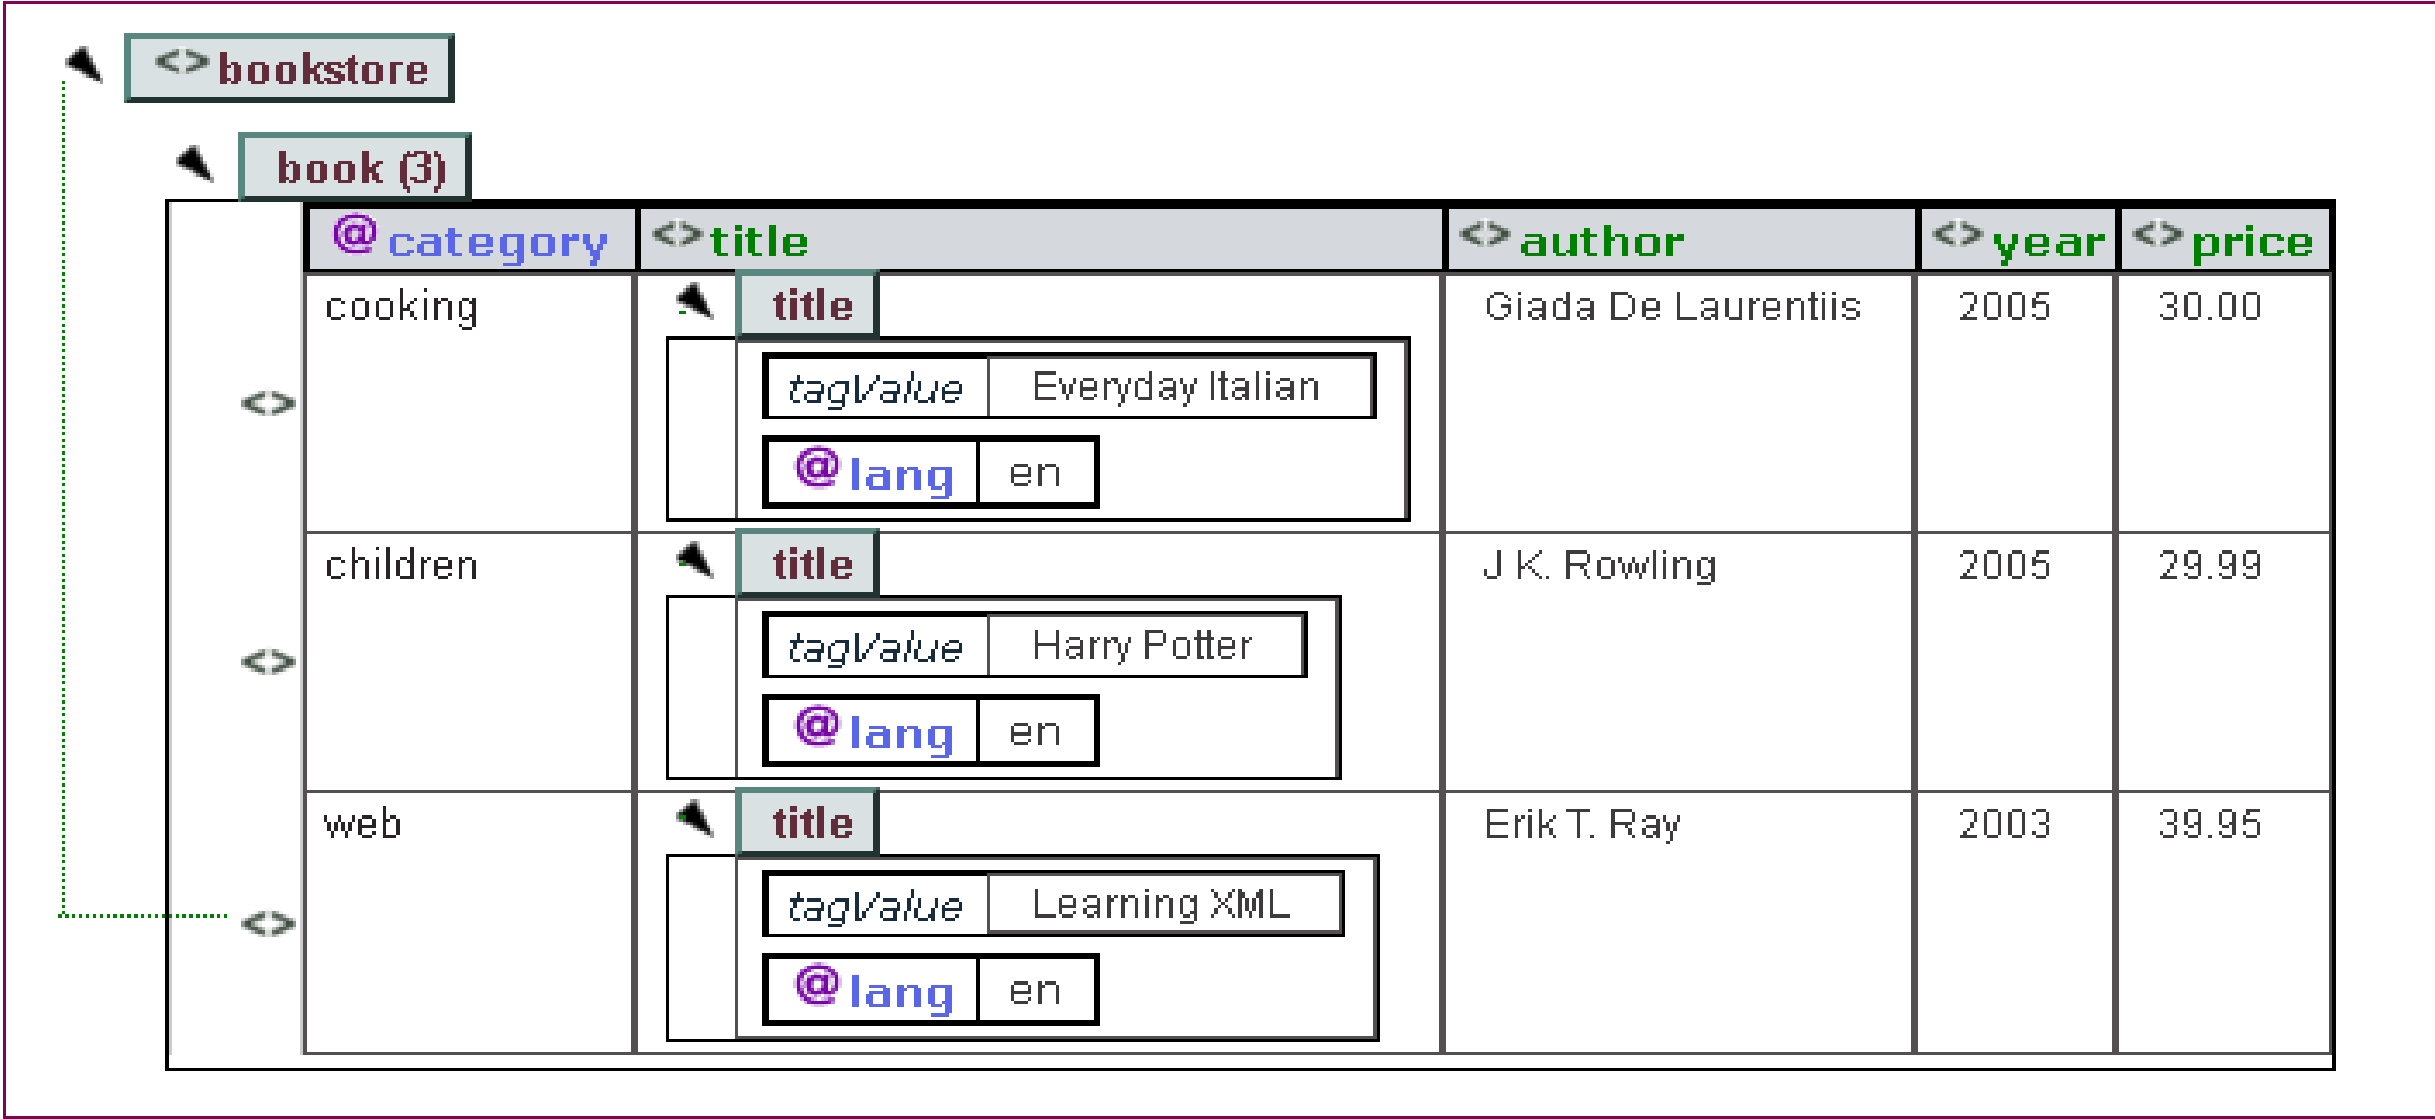 <> bookstore
book (3)
@ category <> title <> author <> year <> price
cooking title Giada De Laurentiis 2005 30.00
tagValue Everyday Italian
@ lang en
children title J K. Rowling 2005 29.99
tagValue Harry Potter
@ lang en
web title Erik T. Ray 2003 39.95
tagValue Learning XML
@ lang en